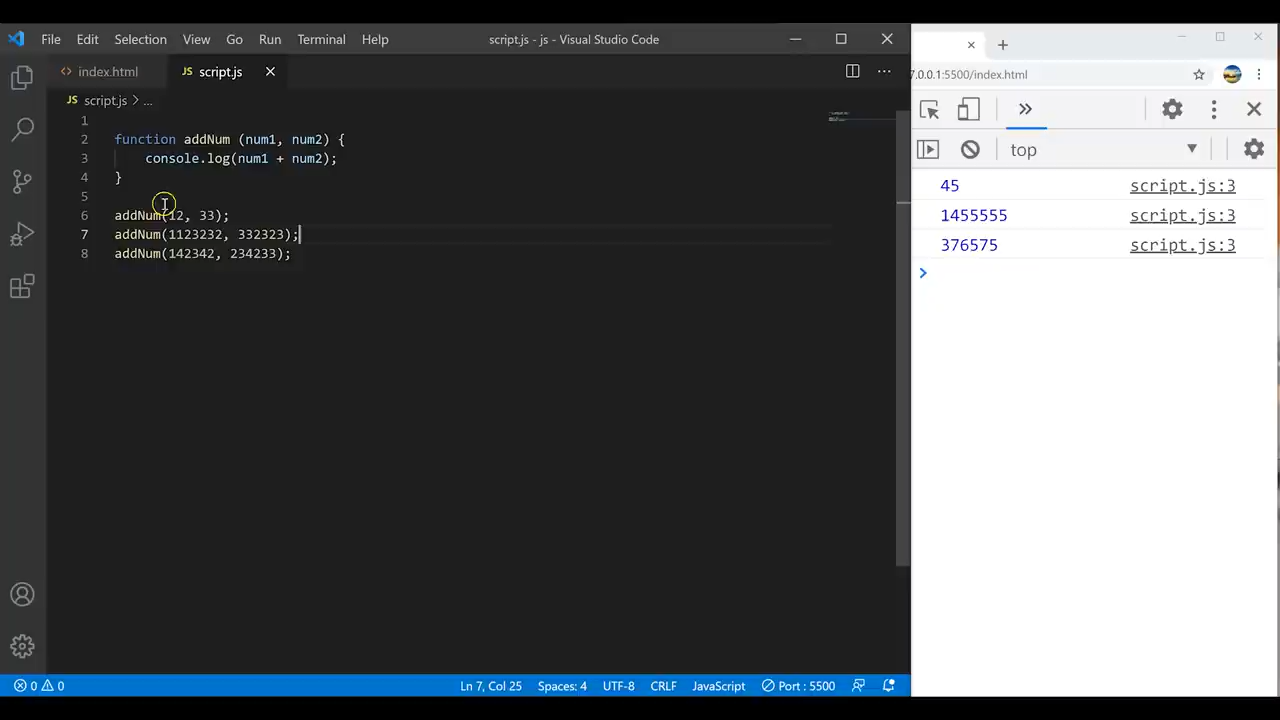 File Edit Selection View Go Run Terminal Help script.js - js - Visual Studio Code
index.html script.js
JS script.js > ...
1
2 function addNum (num1, num2) {
3 console.log(num1 + num2);
4 }
5
6 addNum(12, 33);
7 addNum(1123232, 332323);
8 addNum(142342, 234233);
0 0 Ln 7, Col 25 Spaces: 4 UTF-8 CRLF JavaScript Port : 5500
7.0.0.1:5500/index.html
top
45 script.js:3
1455555 script.js:3
376575 script.js:3